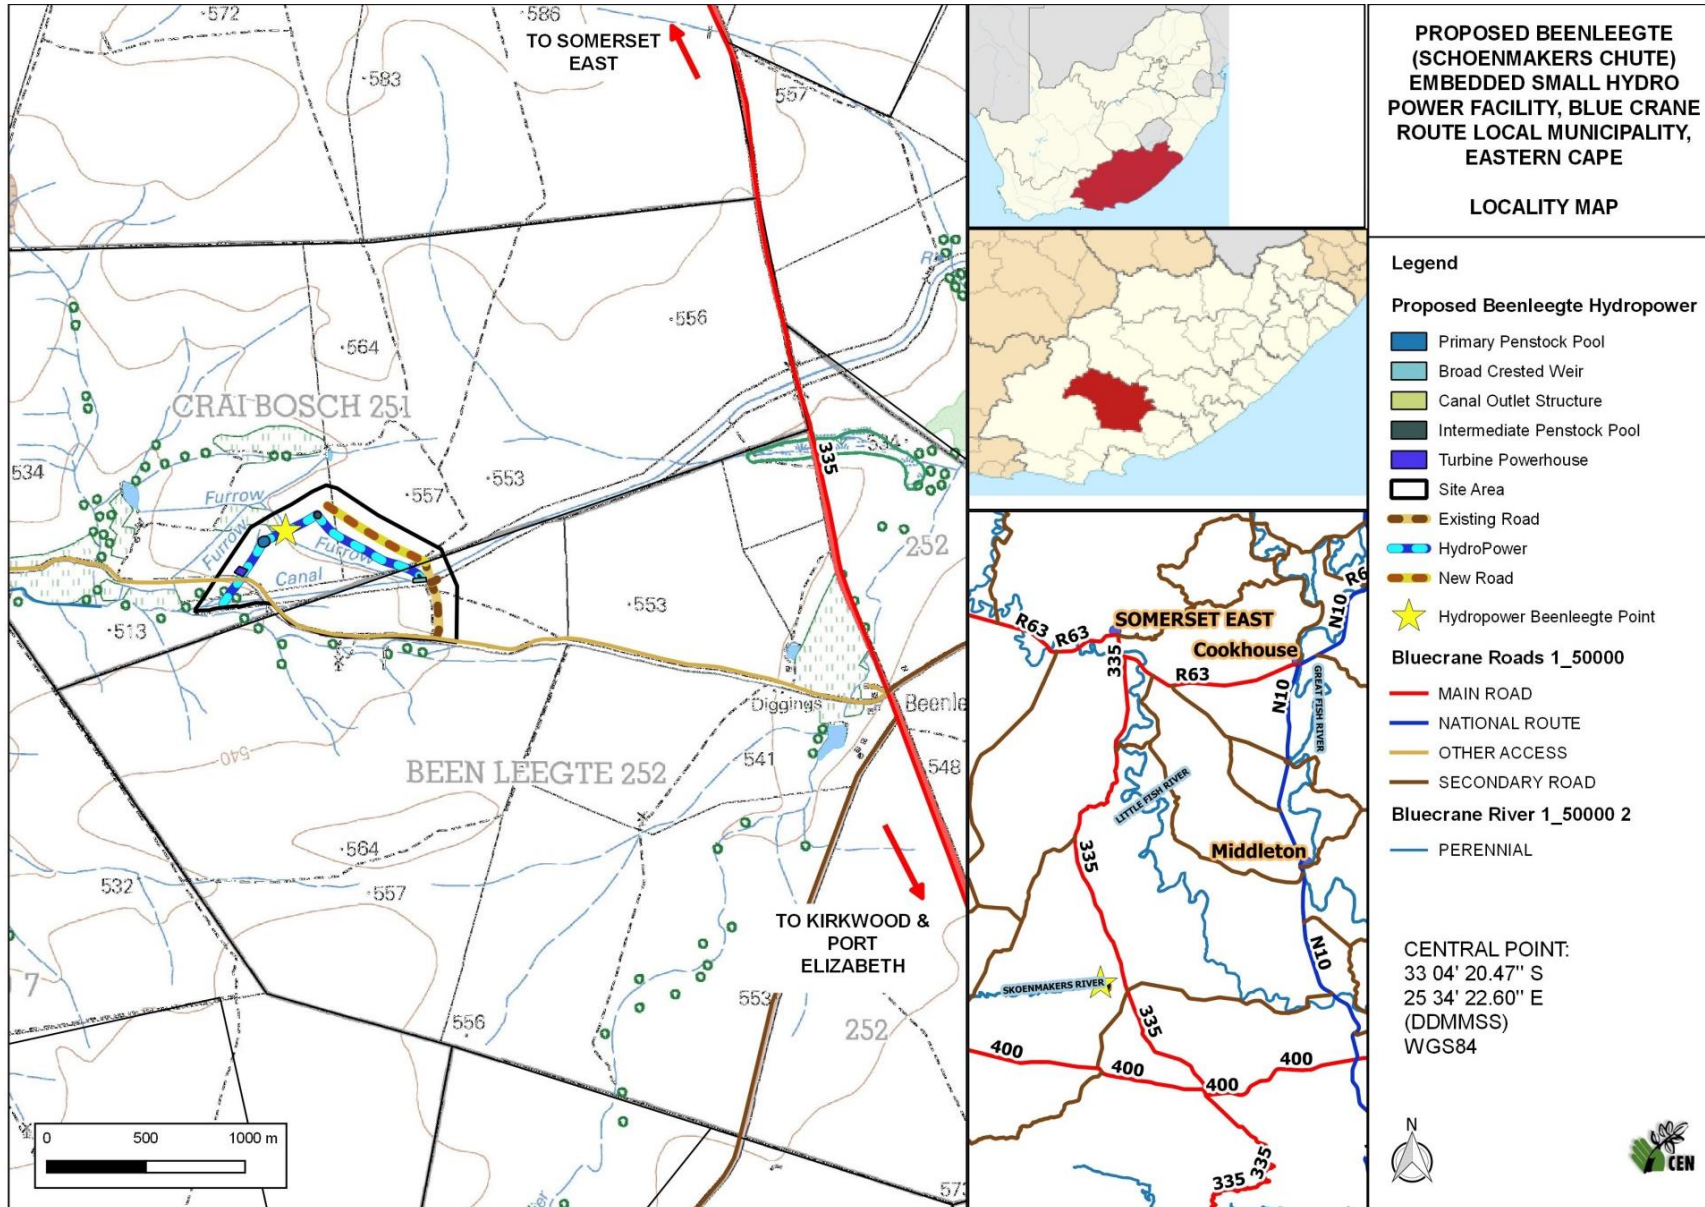 572
586
TO SOMERSET
EAST
583
557
R
556
564
CRAI BOSCH 251
534
553
557
335
534
Furrow
Furrow
Furrow
Canal
252
513
553
Diggings
Beenle
540
541
548
BEEN LEEGTE 252
564
532
557
TO KIRKWOOD &
PORT
ELIZABETH
7
553
556
252
0 500 1000 m
R63
R63
SOMERSET EAST
Cookhouse
N10
R6
335
R63
N10
GREAT FISH RIVER
LITTLE FISH RIVER
335
Middleton
N10
SKOENMAKERS RIVER
335
400
400
400
400
335
335
PROPOSED BEENLEEGTE
(SCHOENMAKERS CHUTE)
EMBEDDED SMALL HYDRO
POWER FACILITY, BLUE CRANE
ROUTE LOCAL MUNICIPALITY,
EASTERN CAPE
LOCALITY MAP
Legend
Proposed Beenleegte Hydropower
Primary Penstock Pool
Broad Crested Weir
Canal Outlet Structure
Intermediate Penstock Pool
Turbine Powerhouse
Site Area
Existing Road
HydroPower
New Road
Hydropower Beenleegte Point
Bluecrane Roads 1_50000
MAIN ROAD
NATIONAL ROUTE
OTHER ACCESS
SECONDARY ROAD
Bluecrane River 1_50000 2
PERENNIAL
CENTRAL POINT:
33 04' 20.47" S
25 34' 22.60" E
(DDMMSS)
WGS84
N
CEN